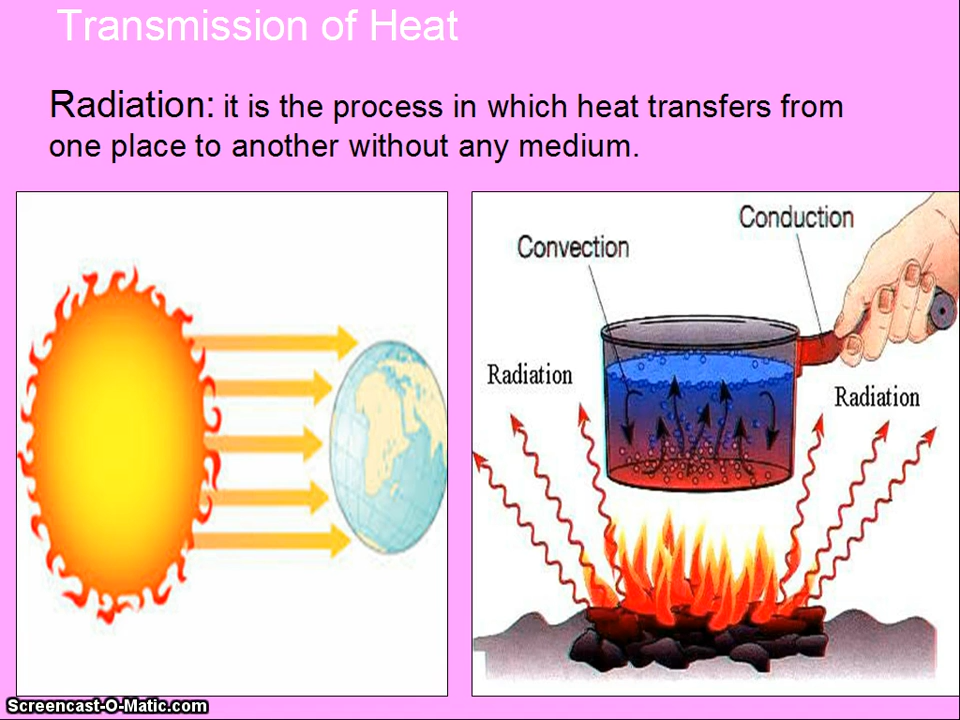 Transmission of Heat
Radiation: it is the process in which heat transfers from
one place to another without any medium.
Conduction
Convection
Radiation
Radiation
Screencast-O-Matic.com